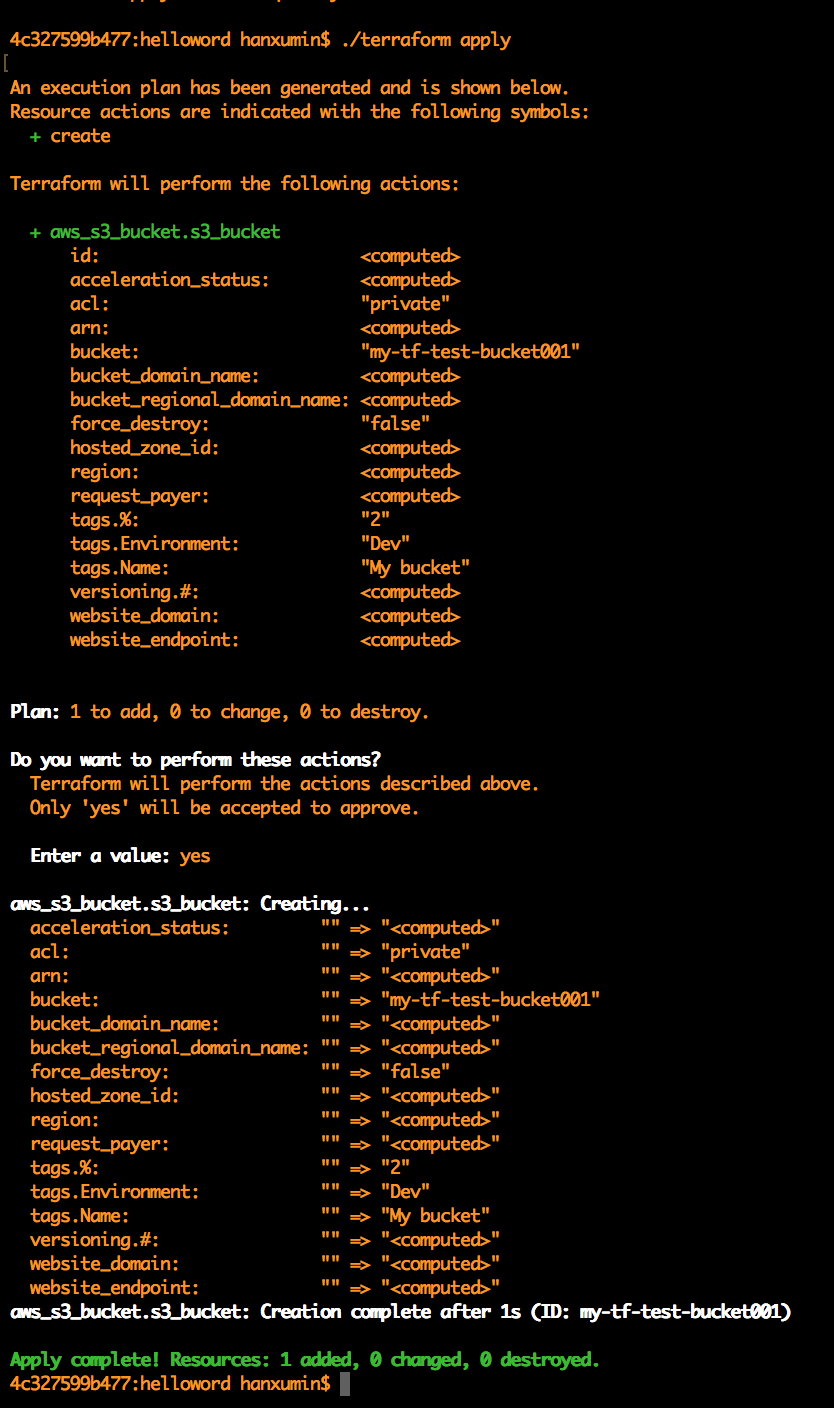 4c327599b477:helloword hanxumin$ ./terraform apply
[
An execution plan has been generated and is shown below.
Resource actions are indicated with the following symbols:
  + create

Terraform will perform the following actions:

  + aws_s3_bucket.s3_bucket
      id:                          <computed>
      acceleration_status:         <computed>
      acl:                         "private"
      arn:                         <computed>
      bucket:                      "my-tf-test-bucket001"
      bucket_domain_name:          <computed>
      bucket_regional_domain_name: <computed>
      force_destroy:               "false"
      hosted_zone_id:              <computed>
      region:                      <computed>
      request_payer:               <computed>
      tags.%:                      "2"
      tags.Environment:            "Dev"
      tags.Name:                   "My bucket"
      versioning.#:                <computed>
      website_domain:              <computed>
      website_endpoint:            <computed>

Plan: 1 to add, 0 to change, 0 to destroy.

Do you want to perform these actions?
  Terraform will perform the actions described above.
  Only 'yes' will be accepted to approve.

  Enter a value: yes

aws_s3_bucket.s3_bucket: Creating...
  acceleration_status:         "" => "<computed>"
  acl:                         "" => "private"
  arn:                         "" => "<computed>"
  bucket:                      "" => "my-tf-test-bucket001"
  bucket_domain_name:          "" => "<computed>"
  bucket_regional_domain_name: "" => "<computed>"
  force_destroy:               "" => "false"
  hosted_zone_id:              "" => "<computed>"
  region:                      "" => "<computed>"
  request_payer:               "" => "<computed>"
  tags.%:                      "" => "2"
  tags.Environment:            "" => "Dev"
  tags.Name:                   "" => "My bucket"
  versioning.#:                "" => "<computed>"
  website_domain:              "" => "<computed>"
  website_endpoint:            "" => "<computed>"
aws_s3_bucket.s3_bucket: Creation complete after 1s (ID: my-tf-test-bucket001)

Apply complete! Resources: 1 added, 0 changed, 0 destroyed.
4c327599b477:helloword hanxumin$